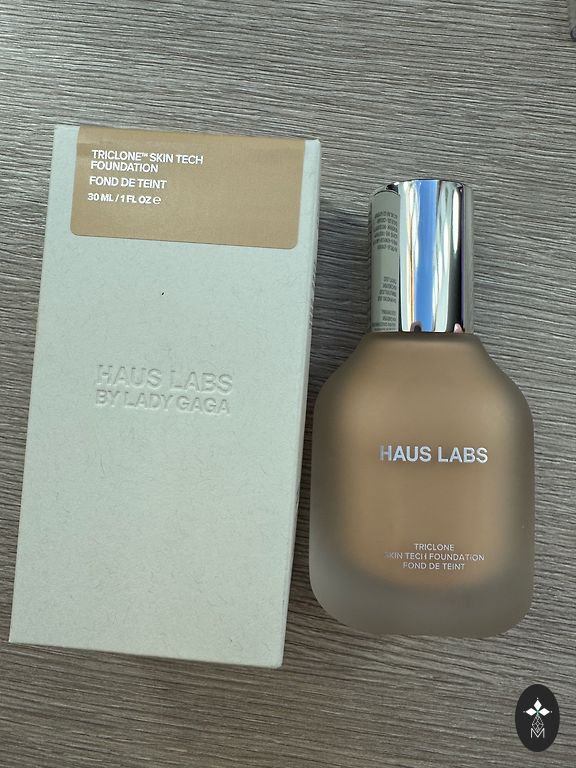 TRICLONE™ SKIN TECH
FOUNDATION
FOND DE TEINT
30 ML / 1 FL OZ ℮
HAUS LABS
BY LADY GAGA
HAUS LABS
TRICLONE
SKIN TECH FOUNDATION
FOND DE TEINT